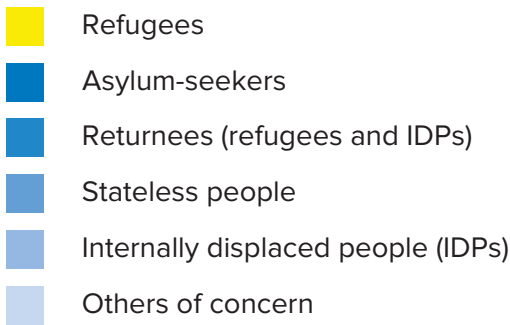 Refugees
Asylum-seekers
Returnees (refugees and IDPs)
Stateless people
Internally displaced people (IDPs)
Others of concern